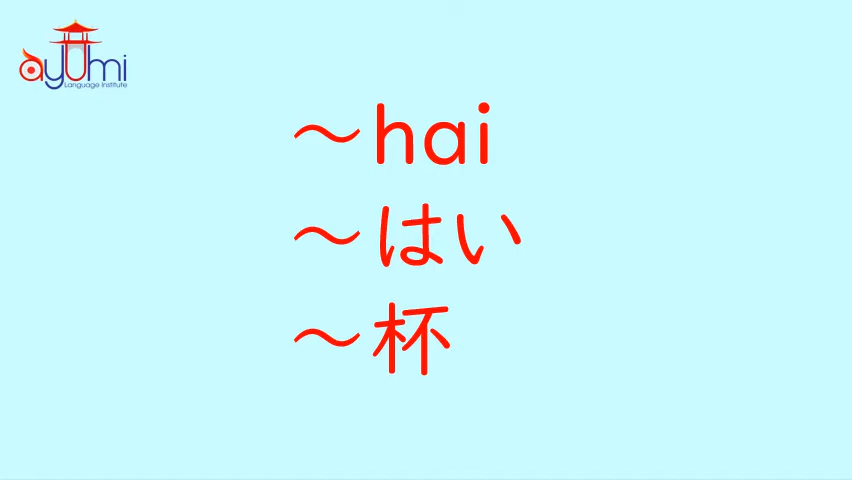 ayumi
Language Institute
～hai
～はい
～杯